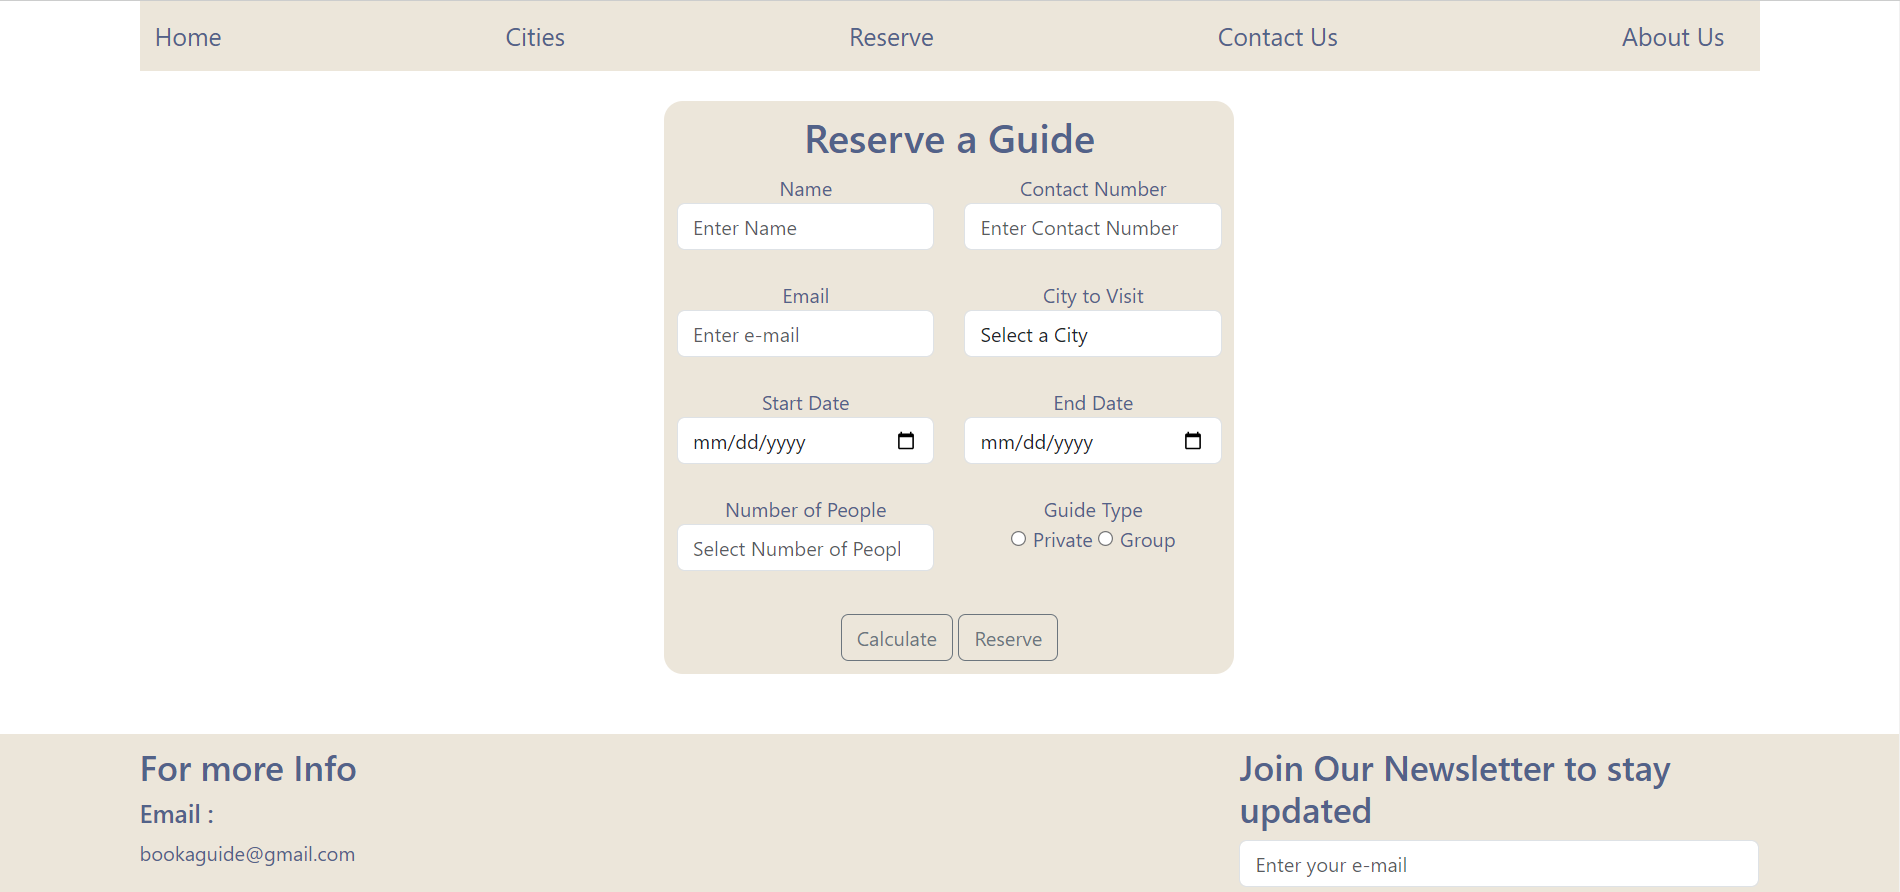 Home Cities Reserve Contact Us About Us
Reserve a Guide
Name Contact Number
Enter Name Enter Contact Number
Email City to Visit
Enter e-mail Select a City
Start Date End Date
mm/dd/yyyy mm/dd/yyyy
Number of People Guide Type
Select Number of Peopl Private Group
Calculate Reserve
For more Info
Email :
bookaguide@gmail.com
Join Our Newsletter to stay
updated
Enter your e-mail